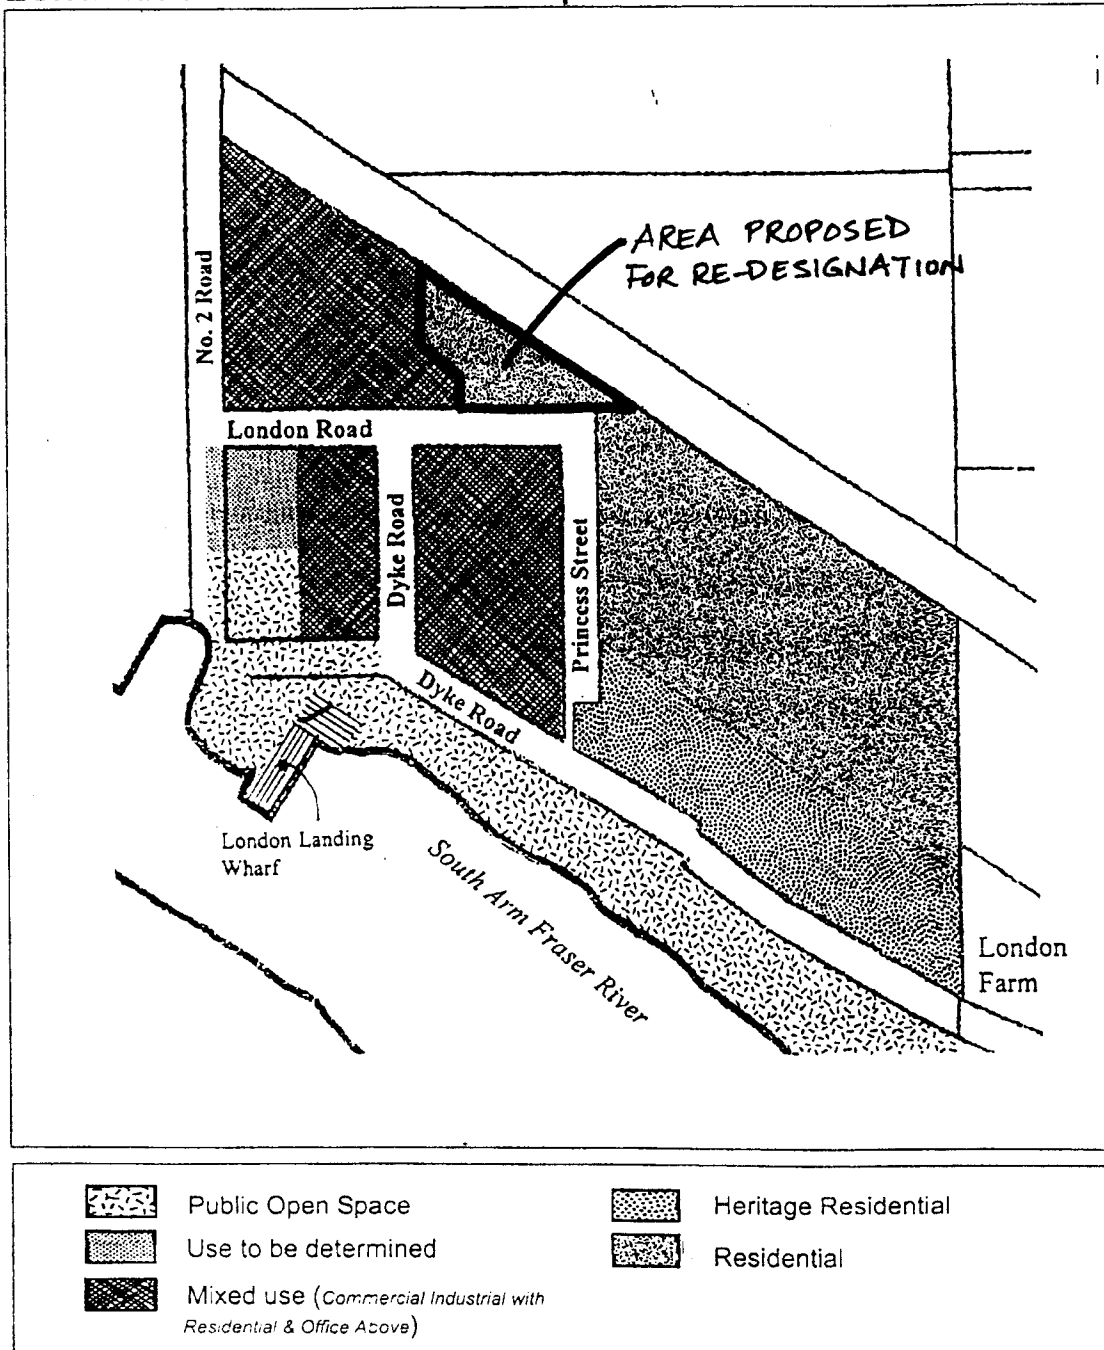 AREA PROPOSED
FOR RE-DESIGNATION
No. 2 Road
London Road
Dyke Road
Princess Street
Dyke Road
London Landing
Wharf
South Arm Fraser River
London
Farm
Public Open Space
Use to be determined
Mixed use (Commercial Industrial with
Residential & Office Above)
Heritage Residential
Residential